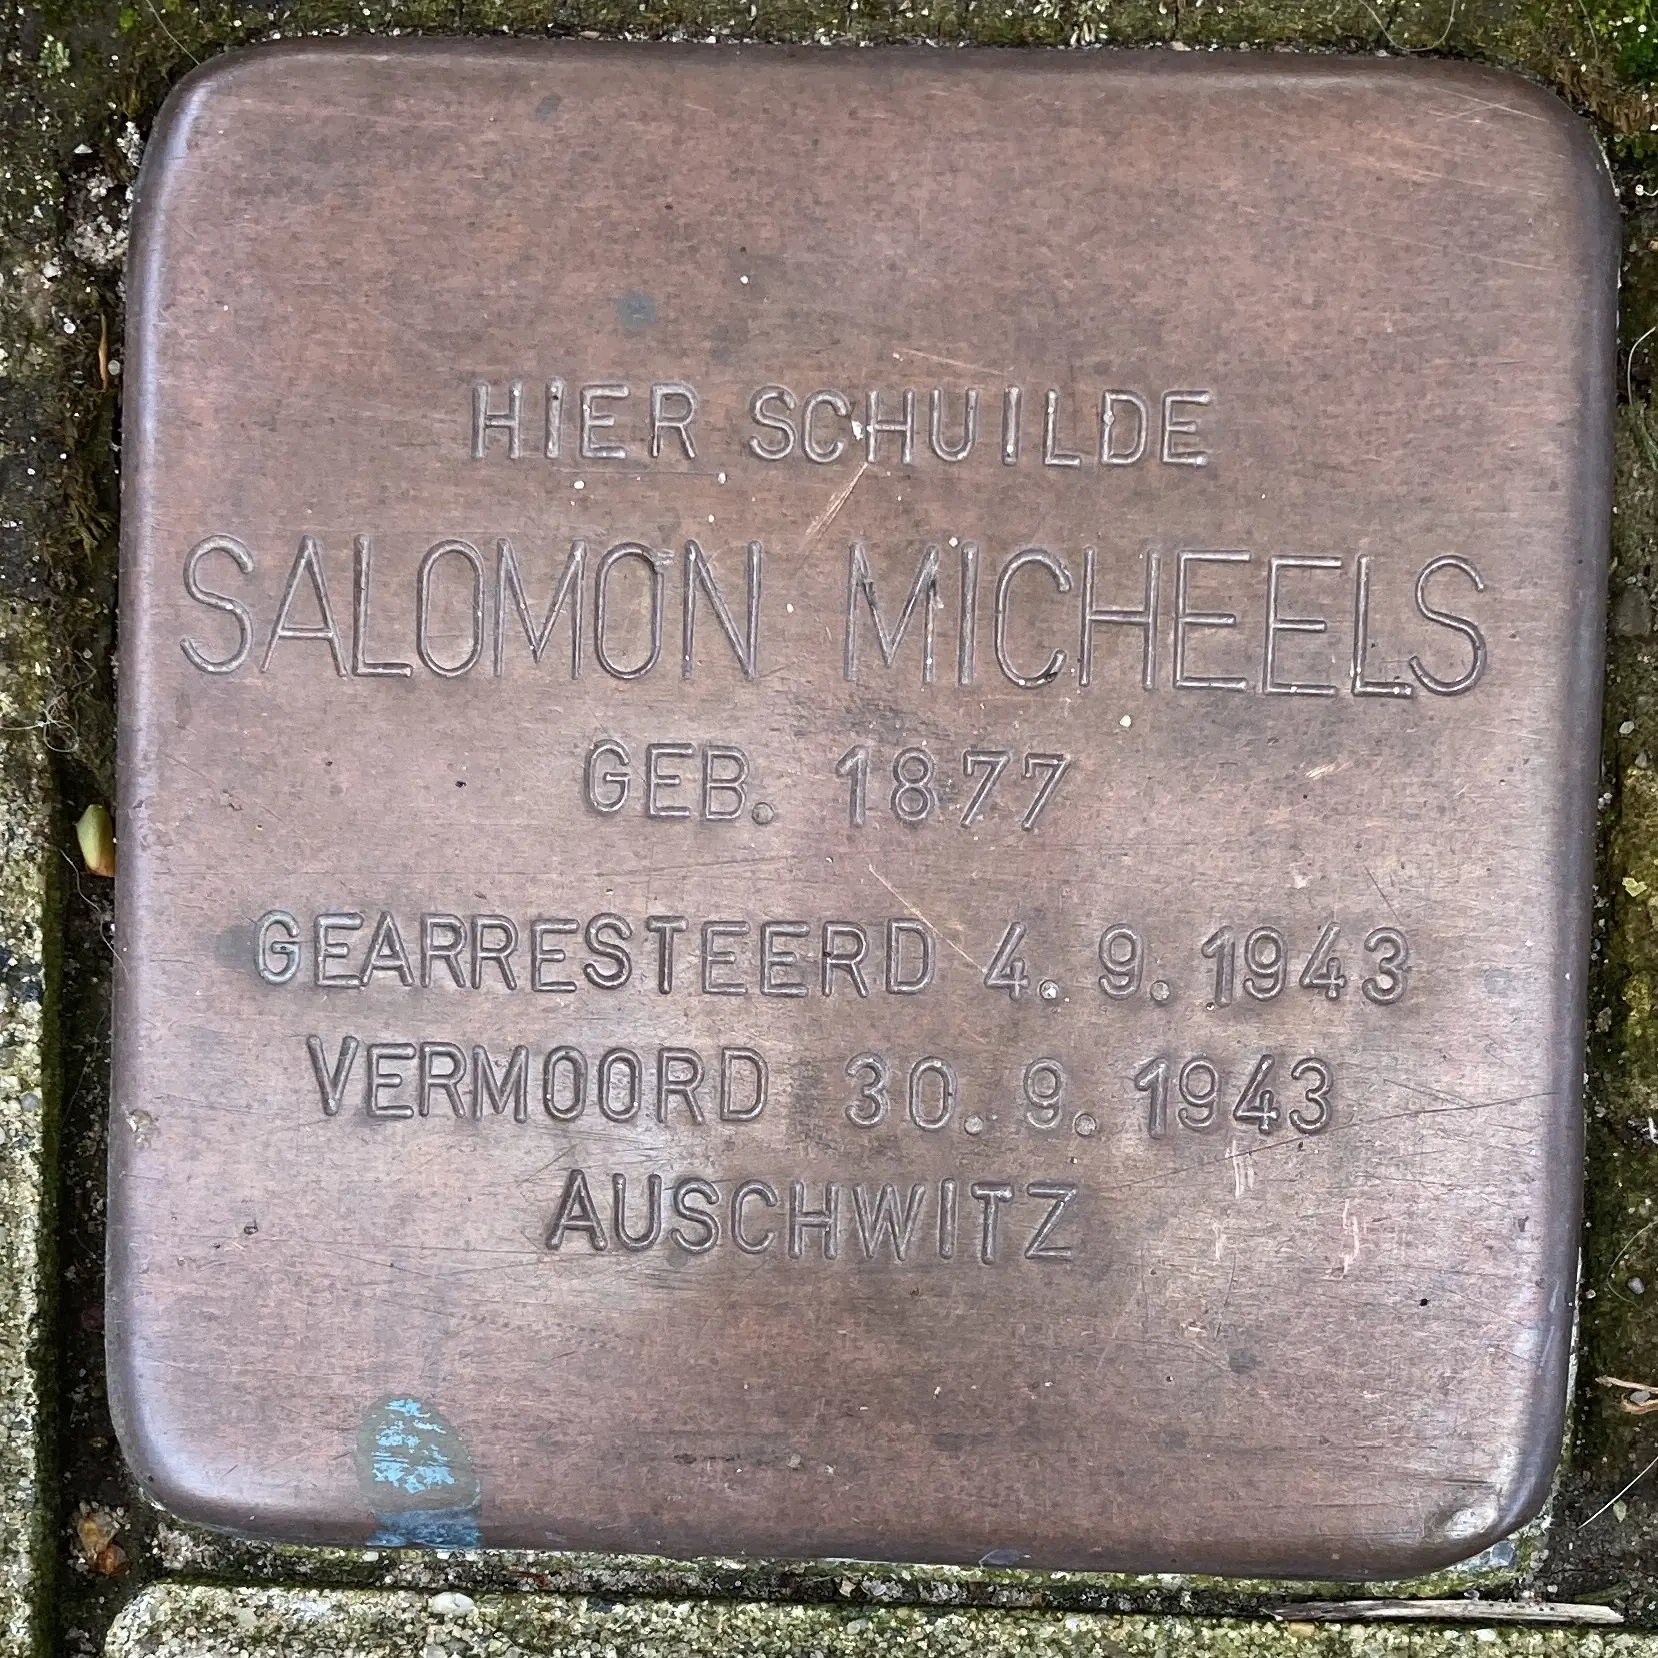 HIER SCHUILDE
SALOMON MICHEELS
GEB. 1877
GEARRESTEERD 4.9.1943
VERMOORD 30.9.1943
AUSCHWITZ